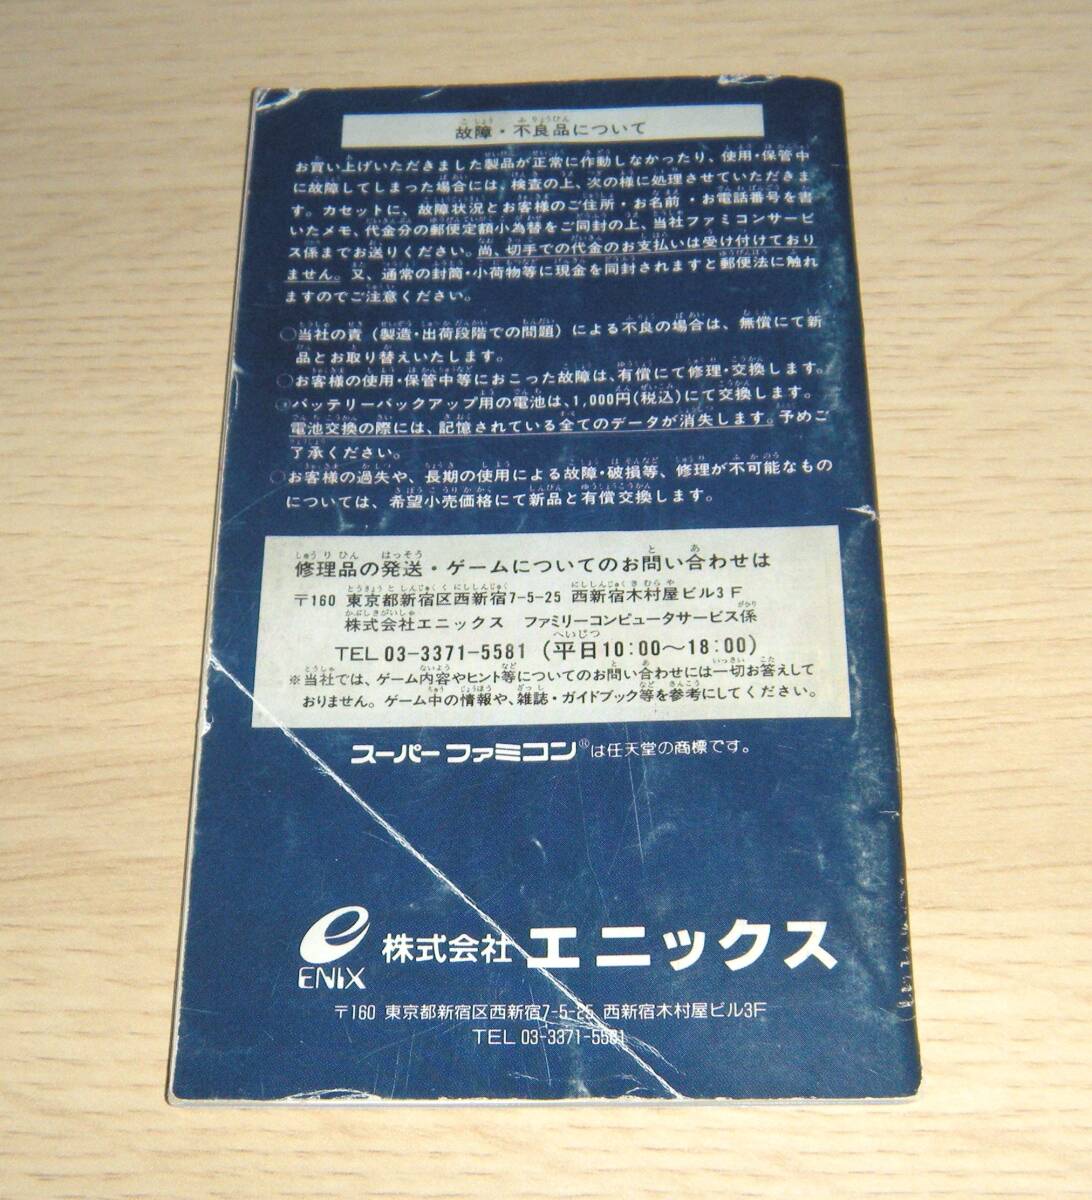 故障・不良品について
お買い上げいただきました製品が正常に作動しなかったり、使用・保管中
に故障してしまった場合には、検査の上、次の様に処理させていただきま
す。カセットに、故障状況とお客様のご住所・お名前・お電話番号を書
いたメモ、代金分の郵便定額小為替をご同封の上、当社ファミコンサービ
ス係までお送りください。尚、切手での代金のお支払いは受け付けており
ません。又、通常の封筒・小荷物等に現金を同封されますと郵便法に触れ
ますのでご注意ください。
○当社の責(製造・出荷段階での問題)による不良の場合は、無償にて新
品とお取り替えいたします。
○お客様の使用・保管中等におこった故障は、有償にて修理・交換します。
○バッテリーバックアップ用の電池は、1,000円(税込)にて交換します。
電池交換の際には、記憶されている全てのデータが消失します。予めご
了承ください。
○お客様の過失や、長期の使用による故障・破損等、修理が不可能なもの
については、希望小売価格にて新品と有償交換します。
修理品の発送・ゲームについてのお問い合わせは
〒160 東京都新宿区西新宿7-5-25 西新宿木村屋ビル3F
株式会社エニックス ファミリーコンピュータサービス係
TEL 03-3371-5581 (平日10:00〜18:00)
※当社では、ゲーム内容やヒント等についてのお問い合わせには一切お答えして
おりません。ゲーム中の情報や、雑誌・ガイドブック等を参考にしてください。
スーパーファミコン®は任天堂の商標です。
ENIX 株式会社 エニックス
〒160 東京都新宿区西新宿7-5-25 西新宿木村屋ビル3F
TEL 03-3371-5581